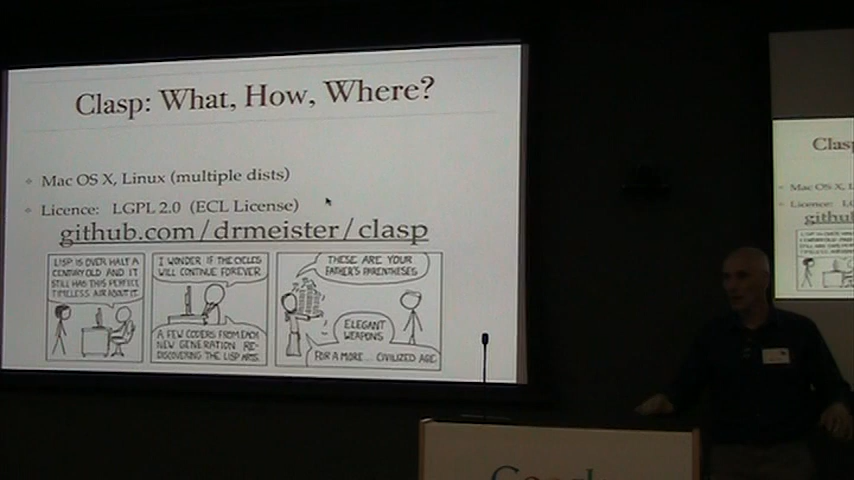 Clasp: What, How, Where?
Mac OS X, Linux (multiple dists)
Licence: LGPL 2.0 (ECL License)
github.com/drmeister/clasp
LISP IS OVER HALF A
CENTURY OLD AND IT
STILL HAS THIS PERFECT
TIMELESS AIR ABOUT IT.
I WONDER IF THE CYCLES
WILL CONTINUE FOREVER.
A FEW CODERS FROM EACH
NEW GENERATION RE-
DISCOVERING THE LISP ARTS.
THESE ARE YOUR
FATHER'S PARENTHESES
ELEGANT
WEAPONS
FOR A MORE... CIVILIZED AGE.
Clasp
Mac OS X, L
Licence: LG
github